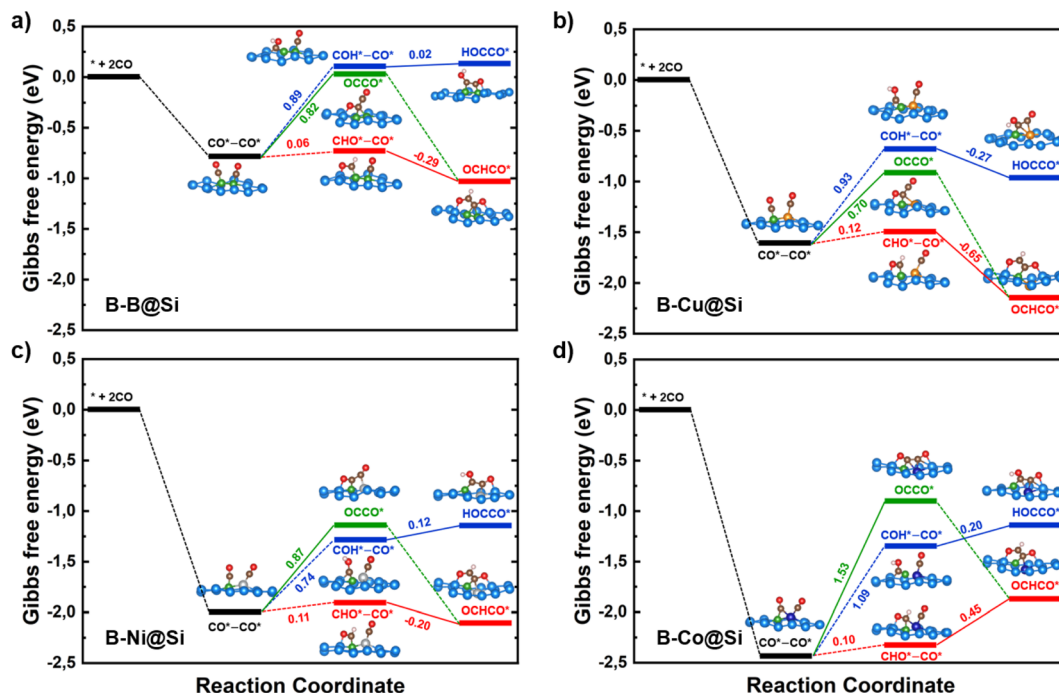 a)
Gibbs free energy (eV)
0,5
0,0
-0,5
-1,0
-1,5
-2,0
-2,5
* + 2CO
CO*–CO*
0.89
0.82
0.06
COH*–CO*
0.02
HOCCO*
OCCO*
CHO*–CO*
-0.29
OCHCO*
B-B@Si
b)
Gibbs free energy (eV)
0,5
0,0
-0,5
-1,0
-1,5
-2,0
-2,5
* + 2CO
CO*–CO*
0.93
0.70
0.12
COH*–CO*
-0.27
HOCCO*
OCCO*
CHO*–CO*
-0.65
OCHCO*
B-Cu@Si
c)
Gibbs free energy (eV)
0,5
0,0
-0,5
-1,0
-1,5
-2,0
-2,5
* + 2CO
CO*–CO*
0.87
0.74
0.11
OCCO*
COH*–CO*
0.12
HOCCO*
CHO*–CO*
-0.20
OCHCO*
B-Ni@Si
d)
Gibbs free energy (eV)
0,5
0,0
-0,5
-1,0
-1,5
-2,0
-2,5
* + 2CO
CO*–CO*
1.53
1.09
0.10
OCCO*
COH*–CO*
0.20
HOCCO*
CHO*–CO*
0.45
OCHCO*
B-Co@Si
Reaction Coordinate
Reaction Coordinate